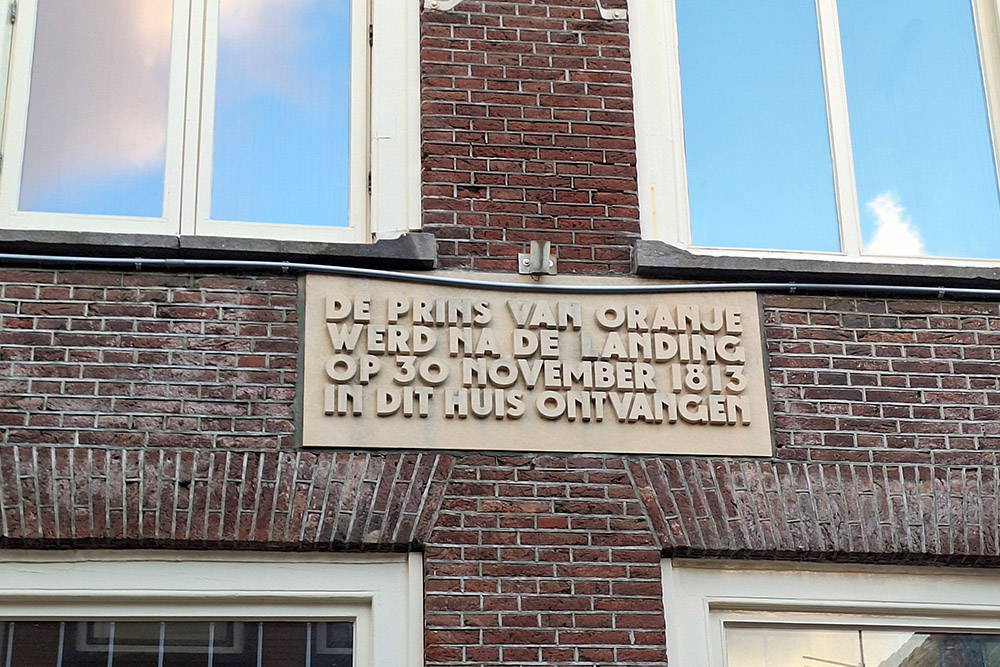 DE PRINS VAN ORANJE
WERD NA DE LANDING
OP 30 NOVEMBER 1813
IN DIT HUIS ONTVANGEN